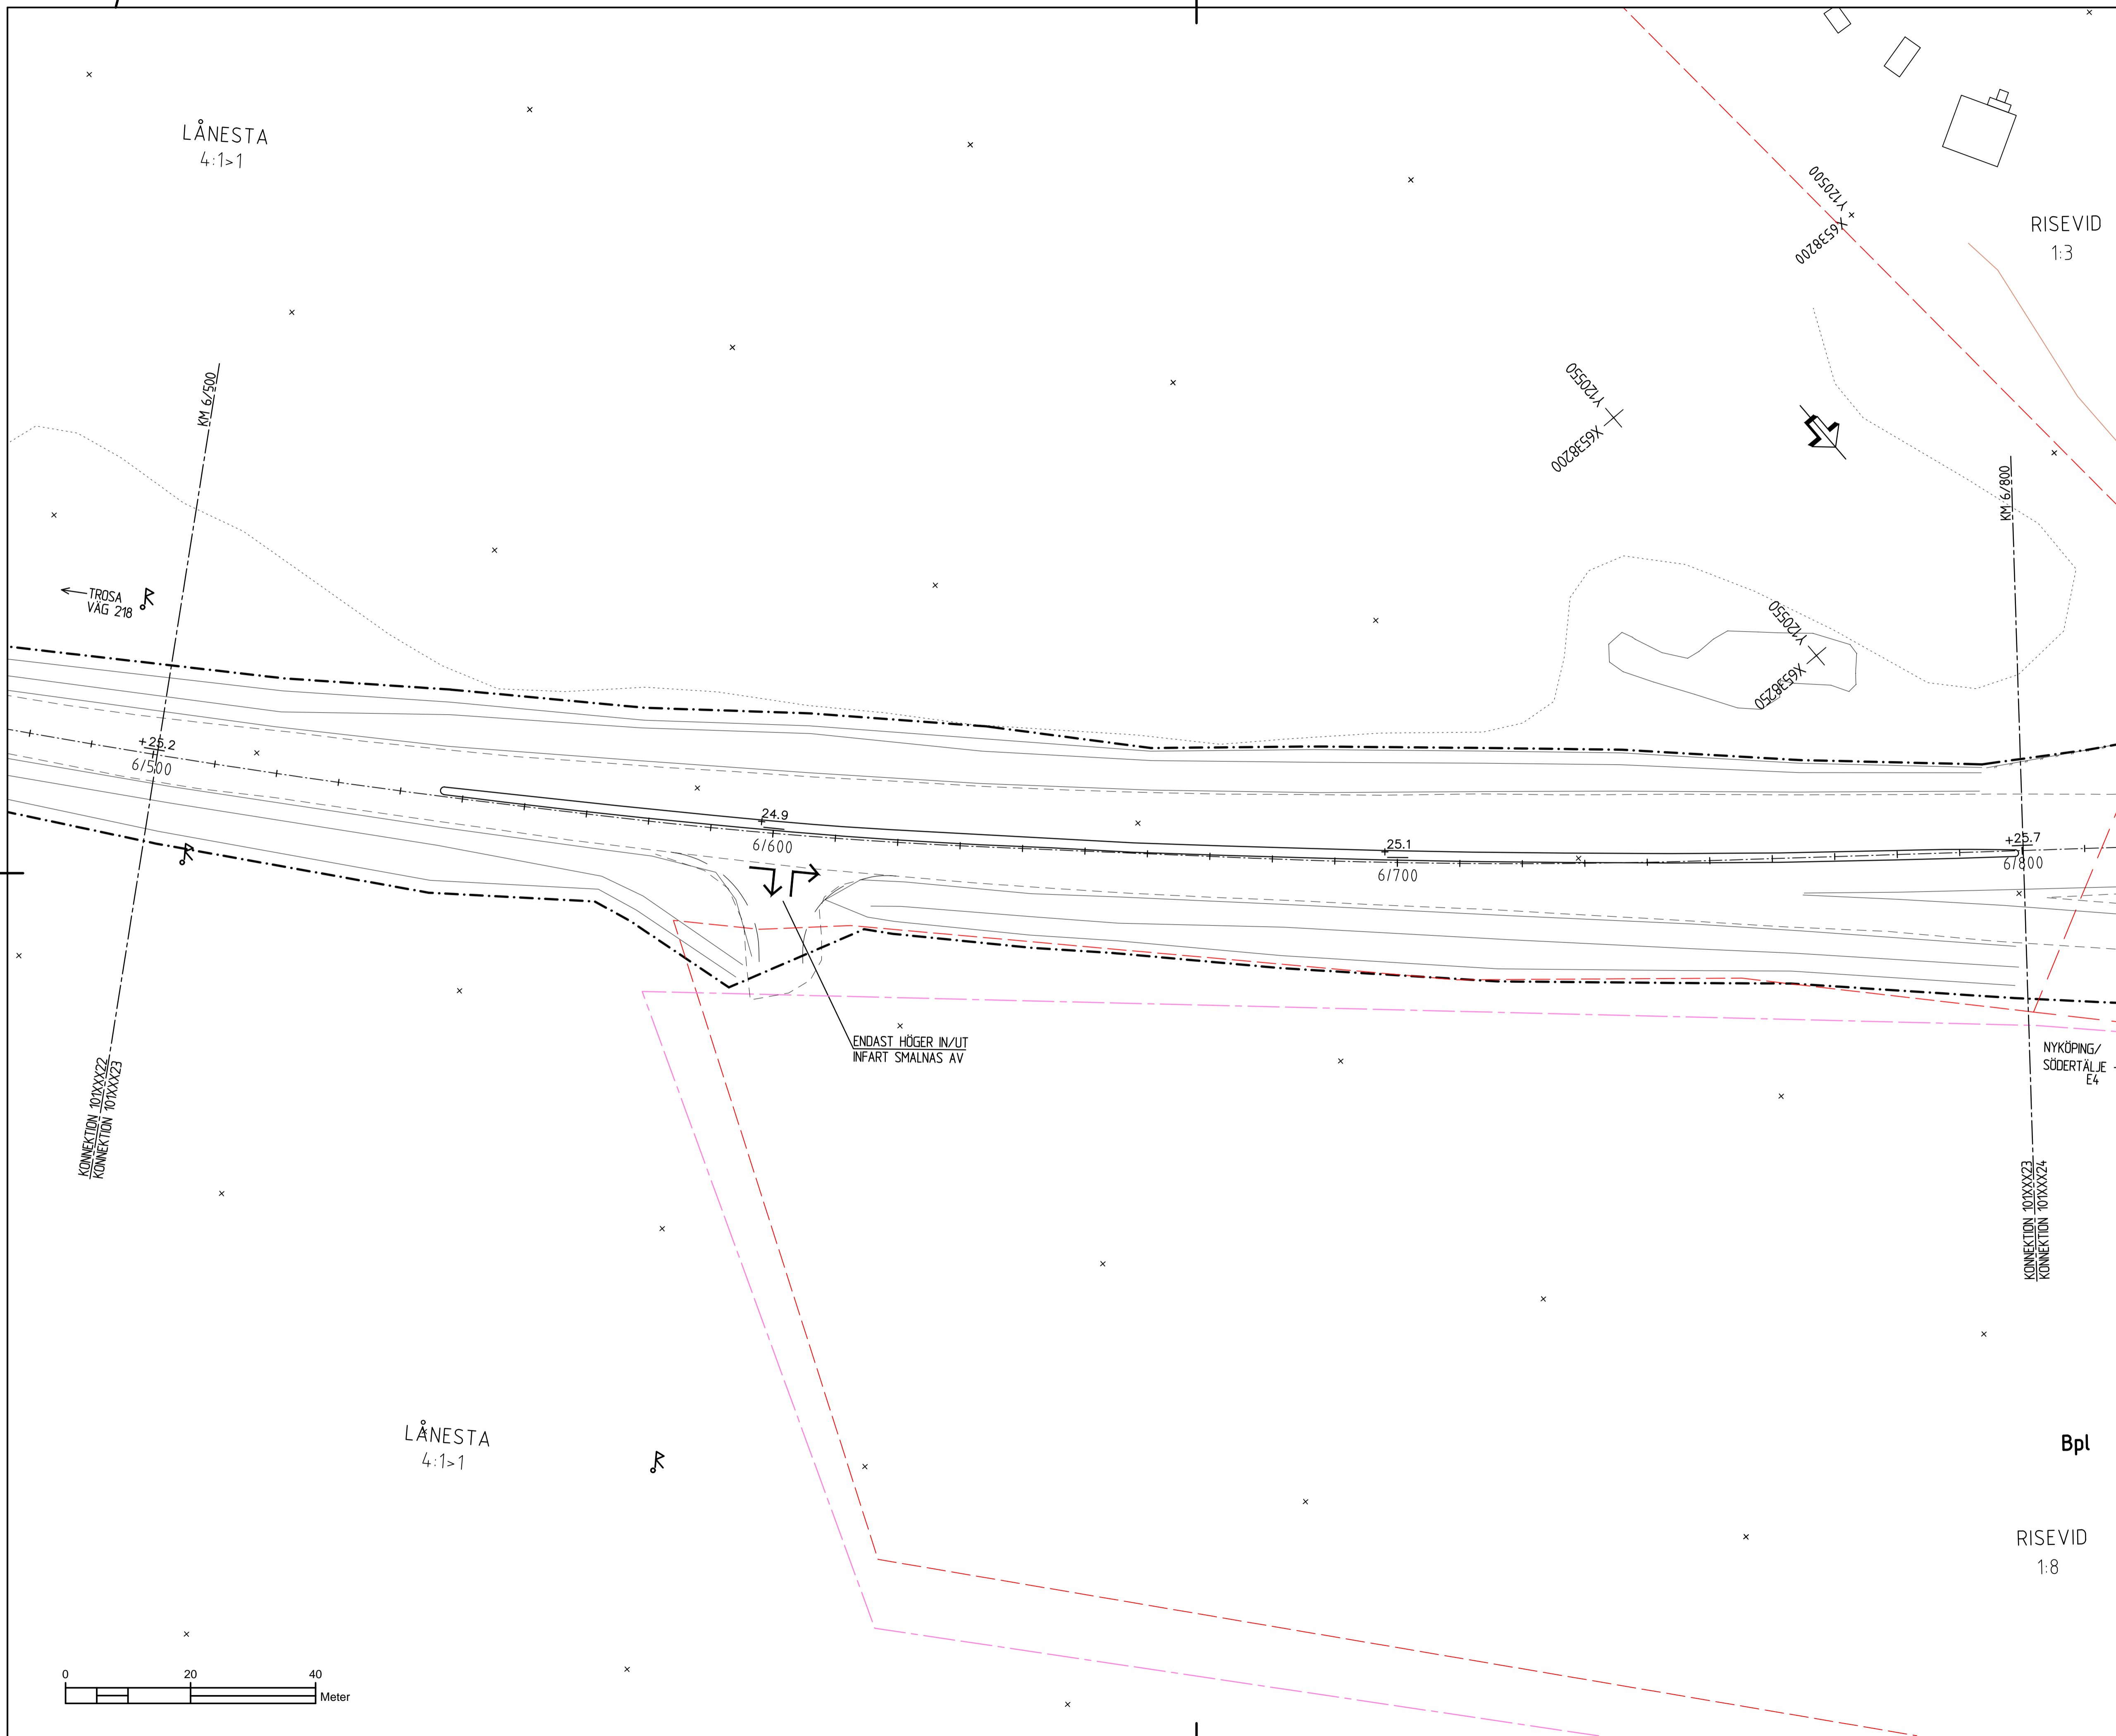 LÅNESTA
4:1>1
Y120500
X6538200
RISEVID
1:3
KM 6/500
Y120550
X6538200
KM 6/800
TROSA
VÄG 218
R
Y120550
X6538250
+25.2
6/500
24.9
6/600
25.1
6/700
+25.7
6/800
R
ENDAST HÖGER IN/UT
INFART SMALNAS AV
NYKÖPING/
SÖDERTÄLJE
E4
KONNEKTION 101XXX22
KONNEKTION 101XXX23
KONNEKTION 101XXX23
KONNEKTION 101XXX24
LÅNESTA
4:1>1
R
Bpl
RISEVID
1:8
0 20 40
Meter